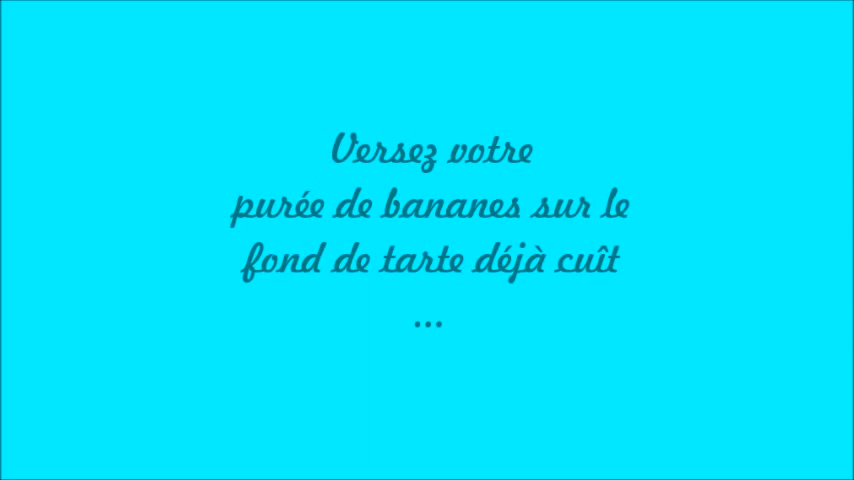 Versez votre
purée de bananes sur le
fond de tarte déjà cuît
...